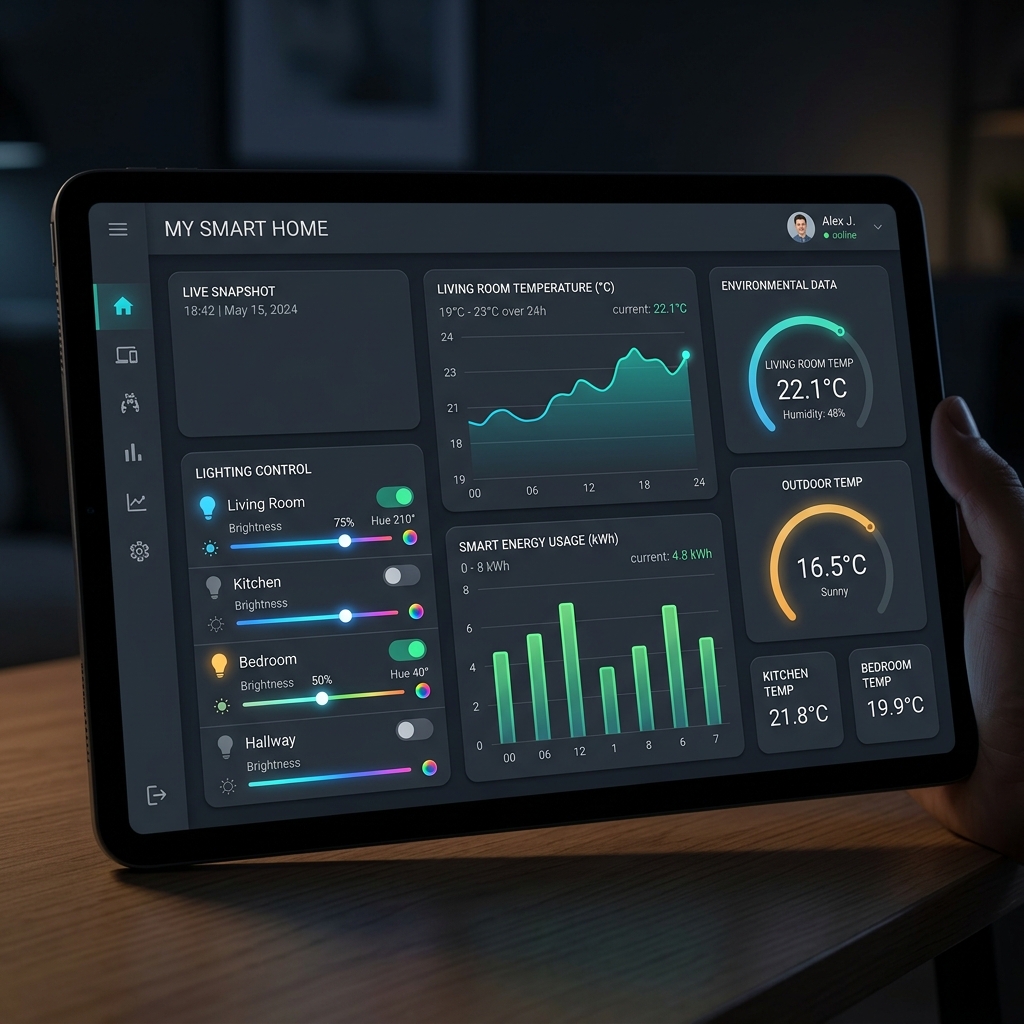 MY SMART HOME
Alex J.
online
LIVE SNAPSHOT
18:42 | May 15, 2024
LIGHTING CONTROL
Living Room
Brightness
75%
Hue 210°
Kitchen
Brightness
Bedroom
Brightness
50%
Hue 40°
Hallway
Brightness
LIVING ROOM TEMPERATURE (°C)
19°C - 23°C over 24h
current: 22.1°C
24
23
21
18
19
00 06 12 18 24
SMART ENERGY USAGE (kWh)
0 - 8 kWh
current: 4.8 kWh
8
6
4
2
0
00 06 12 1 8 6 7
ENVIRONMENTAL DATA
LIVING ROOM TEMP
22.1°C
Humidity: 48%
OUTDOOR TEMP
16.5°C
Sunny
KITCHEN
TEMP
21.8°C
BEDROOM
TEMP
19.9°C